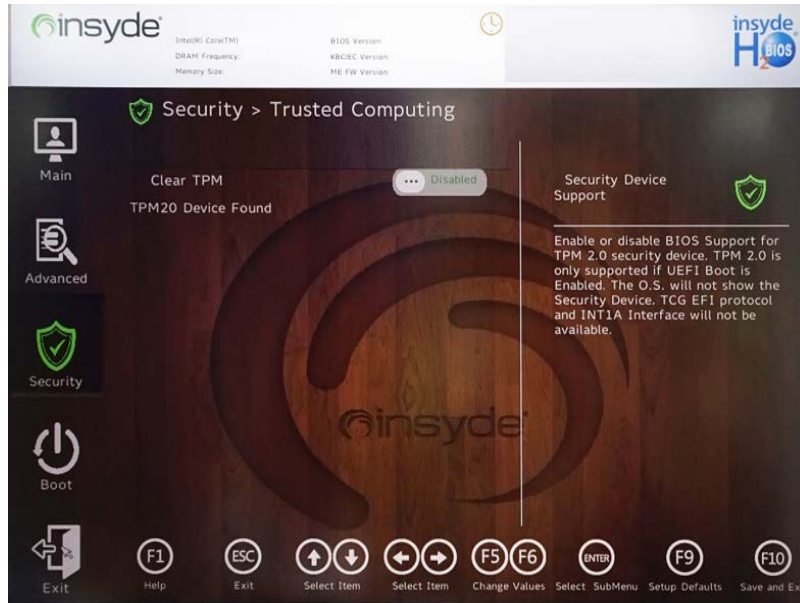 insyde
Intel(R) Core(TM)
DRAM Frequency:
Memory Size:
BIOS Version:
KBC/EC Version:
ME FW Version:
insyde
H2O
BIOS
Security > Trusted Computing
Main
Clear TPM
Disabled
TPM20 Device Found
Security Device
Support
Enable or disable BIOS Support for
TPM 2.0 security device. TPM 2.0 is
only supported if UEFI Boot is
Enabled. The O.S. will not show the
Security Device. TCG EFI protocol
and INT1A Interface will not be
available.
Advanced
Security
insyde
Boot
Exit
F1
Help
ESC
Exit
Select Item
Select Item
F5 F6
Change Values
ENTER
Select SubMenu
F9
Setup Defaults
F10
Save and Ex